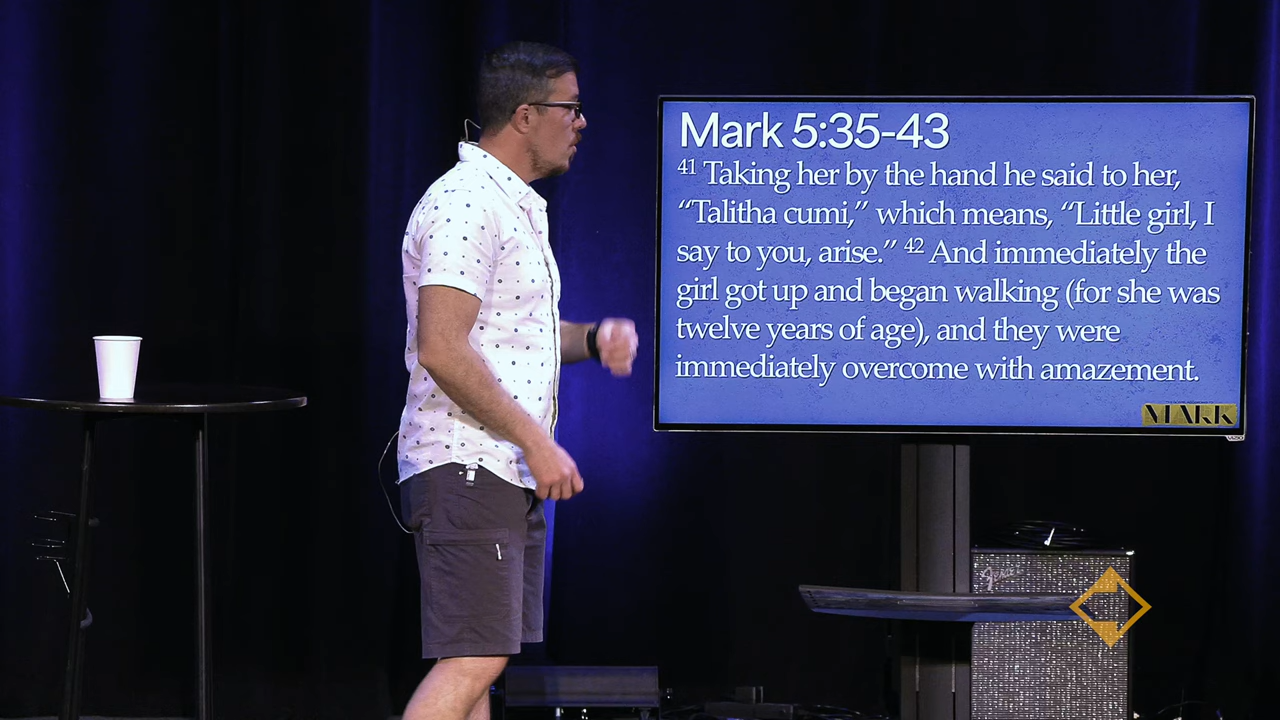 Mark 5:35-43
41 Taking her by the hand he said to her,
“Talitha cumi,” which means, “Little girl, I
say to you, arise.” 42 And immediately the
girl got up and began walking (for she was
twelve years of age), and they were
immediately overcome with amazement.
MARK
VIZIO
Fender